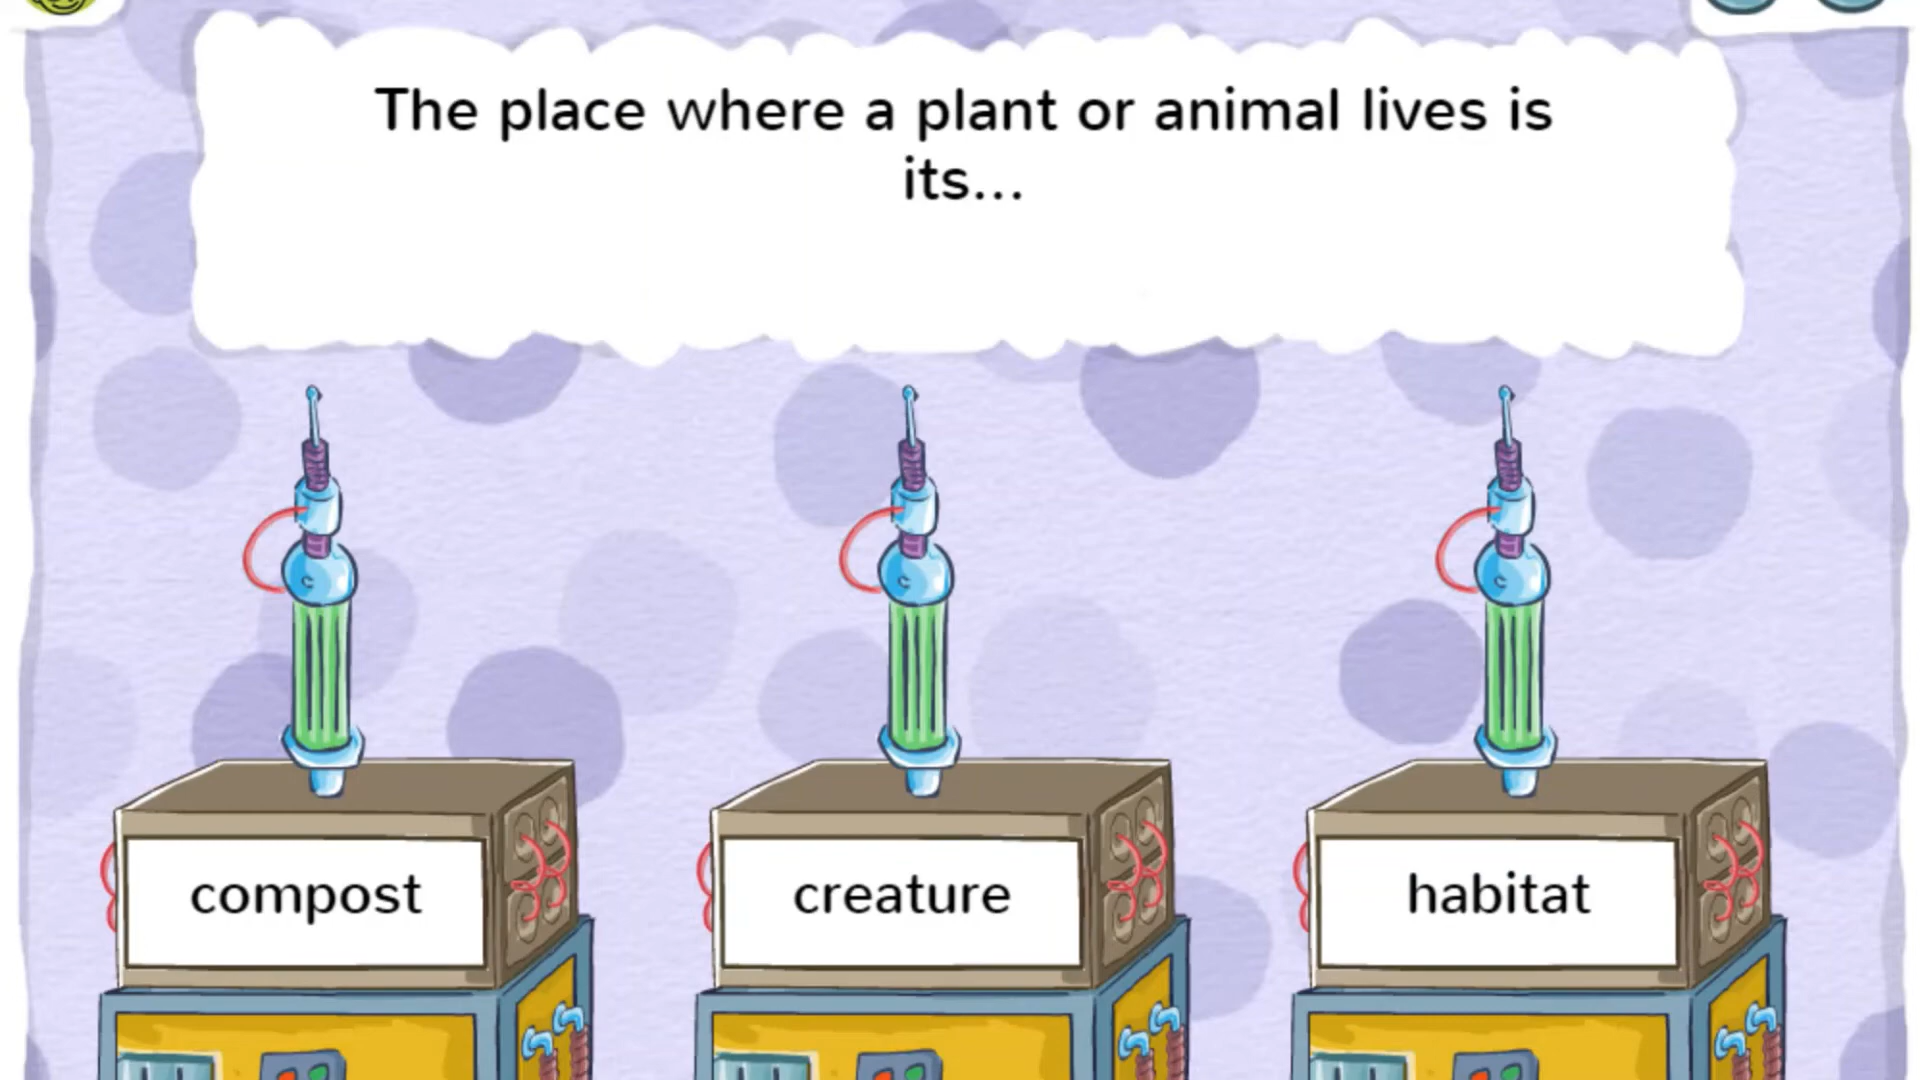 The place where a plant or animal lives is
its...
compost
creature
habitat